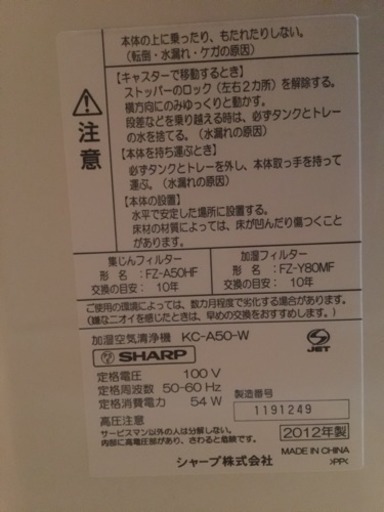 本体の上に乗ったり、もたれたりしない。
(転倒・水漏れ・ケガの原因)
注意
【キャスターで移動するとき】
ストッパーのロック(左右2カ所)を解除する。
横方向にのみゆっくりと動かす。
段差などを乗り越える時は、必ずタンクとトレー
の水を捨てる。(水漏れの原因)
【本体を持ち運ぶとき】
必ずタンクとトレーを外し、本体取っ手を持って
運ぶ。(水漏れの原因)
【本体の設置】
水平で安定した場所に設置する。
床材の材質によっては、床が凹んだり傷つくこと
があります。
集じんフィルター
形名:FZ-A50HF
交換の目安:10年
加湿フィルター
形名:FZ-Y80MF
交換の目安:10年
ご使用の環境によっては、数カ月程度で劣化する場合があります。
(嫌なニオイを感じたときは、早めの交換をおすすめします。)
加湿空気清浄機 KC-A50-W
SHARP
JET
定格電圧 100 V
定格周波数 50-60 Hz
定格消費電力 54 W
高圧注意
サービスマン以外の人は分解しない。
内部に高電圧部があり、さわると危険です。
製造番号
1191249
2012年製
MADE IN CHINA
シャープ株式会社
>PP<